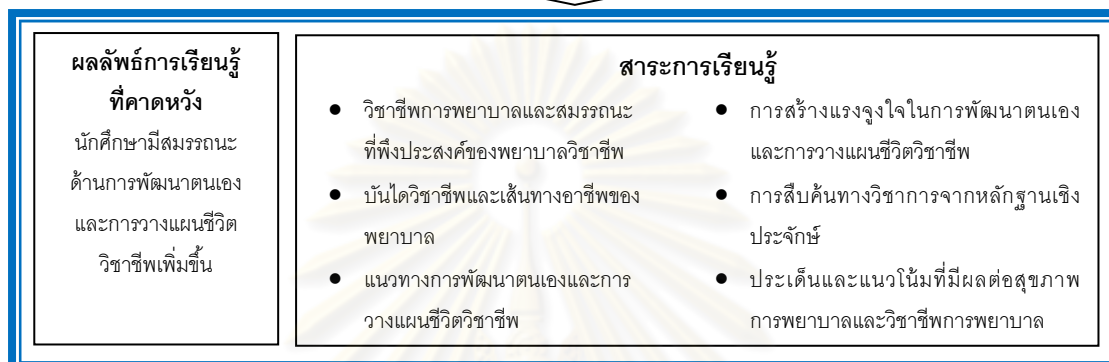 ผลลัพธ์การเรียนรู้
ที่คาดหวัง
นักศึกษามีสมรรถนะ
ด้านการพัฒนาตนเอง
และการวางแผนชีวิต
วิชาชีพเพิ่มขึ้น
สาระการเรียนรู้
● วิชาชีพการพยาบาลและสมรรถนะ
ที่พึงประสงค์ของพยาบาลวิชาชีพ
● บันไดวิชาชีพและเส้นทางอาชีพของ
พยาบาล
● แนวทางการพัฒนาตนเองและการ
วางแผนชีวิตวิชาชีพ
● การสร้างแรงจูงใจในการพัฒนาตนเอง
และการวางแผนชีวิตวิชาชีพ
● การสืบค้นทางวิชาการจากหลักฐานเชิง
ประจักษ์
● ประเด็นและแนวโน้มที่มีผลต่อสุขภาพ
การพยาบาลและวิชาชีพการพยาบาล